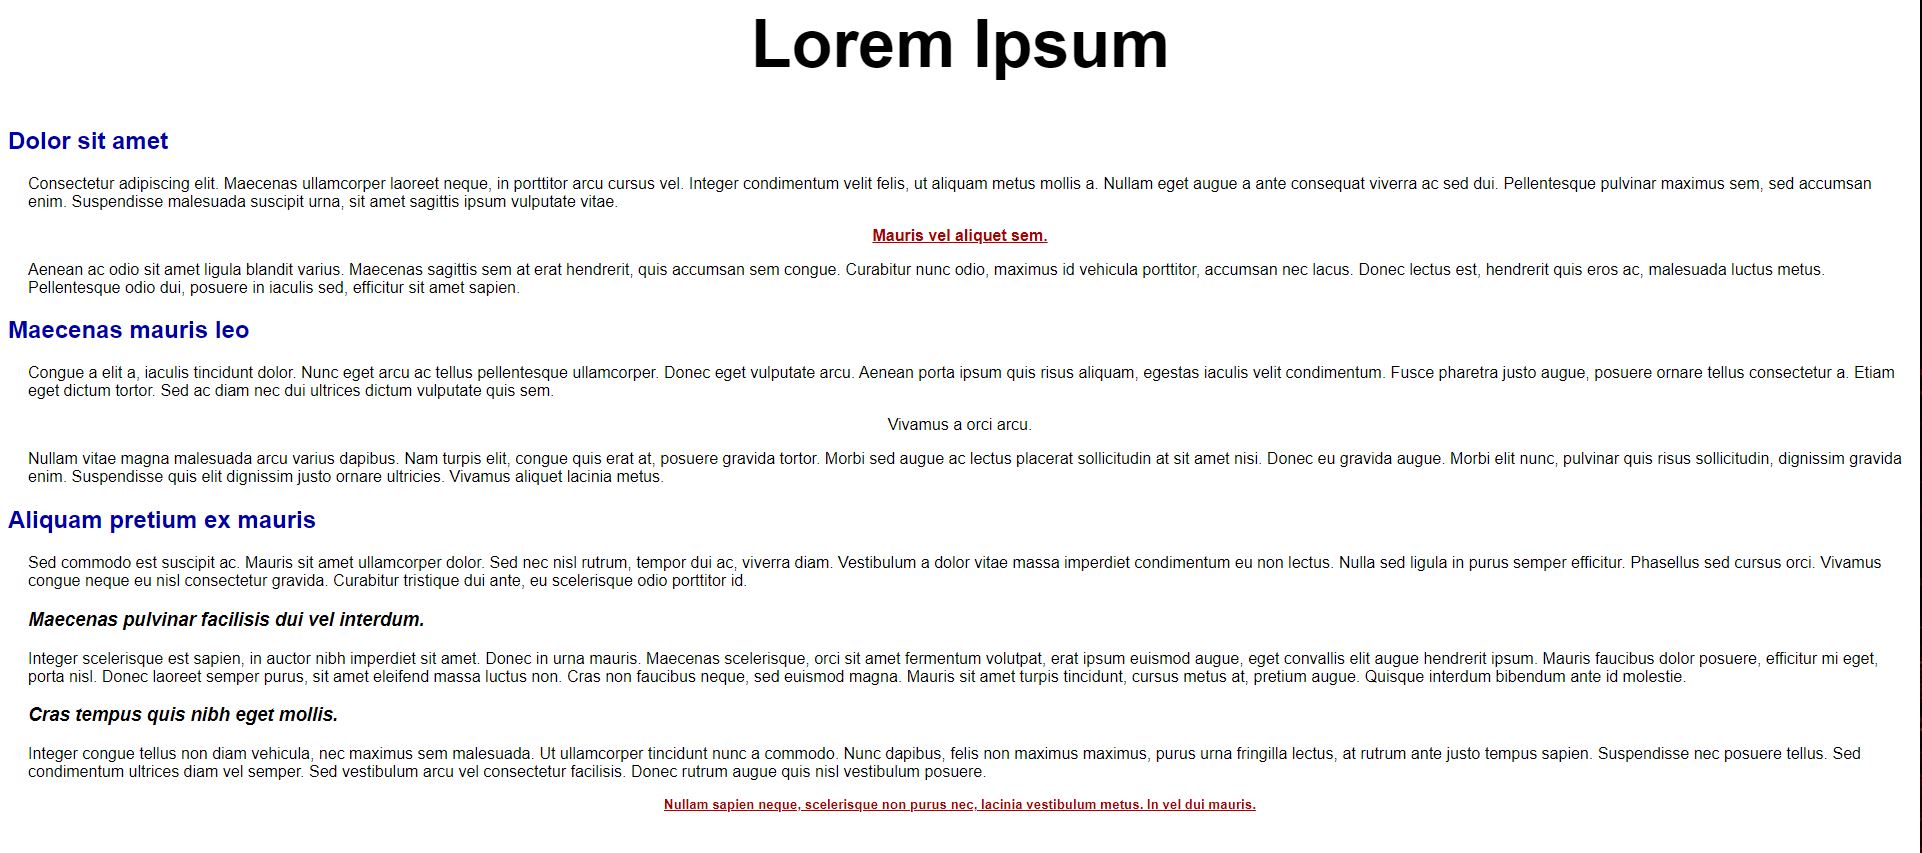 Lorem Ipsum
Dolor sit amet
Consectetur adipiscing elit. Maecenas ullamcorper laoreet neque, in porttitor arcu cursus vel. Integer condimentum velit felis, ut aliquam metus mollis a. Nullam eget augue a ante consequat viverra ac sed dui. Pellentesque pulvinar maximus sem, sed accumsan
enim. Suspendisse malesuada suscipit urna, sit amet sagittis ipsum vulputate vitae.
Mauris vel aliquet sem.
Aenean ac odio sit amet ligula blandit varius. Maecenas sagittis sem at erat hendrerit, quis accumsan sem congue. Curabitur nunc odio, maximus id vehicula porttitor, accumsan nec lacus. Donec lectus est, hendrerit quis eros ac, malesuada luctus metus.
Pellentesque odio dui, posuere in iaculis sed, efficitur sit amet sapien.
Maecenas mauris leo
Congue a elit a, iaculis tincidunt dolor. Nunc eget arcu ac tellus pellentesque ullamcorper. Donec eget vulputate arcu. Aenean porta ipsum quis risus aliquam, egestas iaculis velit condimentum. Fusce pharetra justo augue, posuere ornare tellus consectetur a. Etiam
eget dictum tortor. Sed ac diam nec dui ultrices dictum vulputate quis sem.
Vivamus a orci arcu.
Nullam vitae magna malesuada arcu varius dapibus. Nam turpis elit, congue quis erat at, posuere gravida tortor. Morbi sed augue ac lectus placerat sollicitudin at sit amet nisi. Donec eu gravida augue. Morbi elit nunc, pulvinar quis risus sollicitudin, dignissim gravida
enim. Suspendisse quis elit dignissim justo ornare ultricies. Vivamus aliquet lacinia metus.
Aliquam pretium ex mauris
Sed commodo est suscipit ac. Mauris sit amet ullamcorper dolor. Sed nec nisl rutrum, tempor dui ac, viverra diam. Vestibulum a dolor vitae massa imperdiet condimentum eu non lectus. Nulla sed ligula in purus semper efficitur. Phasellus sed cursus orci. Vivamus
congue neque eu nisl consectetur gravida. Curabitur tristique dui ante, eu scelerisque odio porttitor id.
Maecenas pulvinar facilisis dui vel interdum.
Integer scelerisque est sapien, in auctor nibh imperdiet sit amet. Donec in urna mauris. Maecenas scelerisque, orci sit amet fermentum volutpat, erat ipsum euismod augue, eget convallis elit augue hendrerit ipsum. Mauris faucibus dolor posuere, efficitur mi eget,
porta nisl. Donec laoreet semper purus, sit amet eleifend massa luctus non. Cras non faucibus neque, sed euismod magna. Mauris sit amet turpis tincidunt, cursus metus at, pretium augue. Quisque interdum bibendum ante id molestie.
Cras tempus quis nibh eget mollis.
Integer congue tellus non diam vehicula, nec maximus sem malesuada. Ut ullamcorper tincidunt nunc a commodo. Nunc dapibus, felis non maximus maximus, purus urna fringilla lectus, at rutrum ante justo tempus sapien. Suspendisse nec posuere tellus. Sed
condimentum ultrices diam vel semper. Sed vestibulum arcu vel consectetur facilisis. Donec rutrum augue quis nisl vestibulum posuere.
Nullam sapien neque, scelerisque non purus nec, lacinia vestibulum metus. In vel dui mauris.